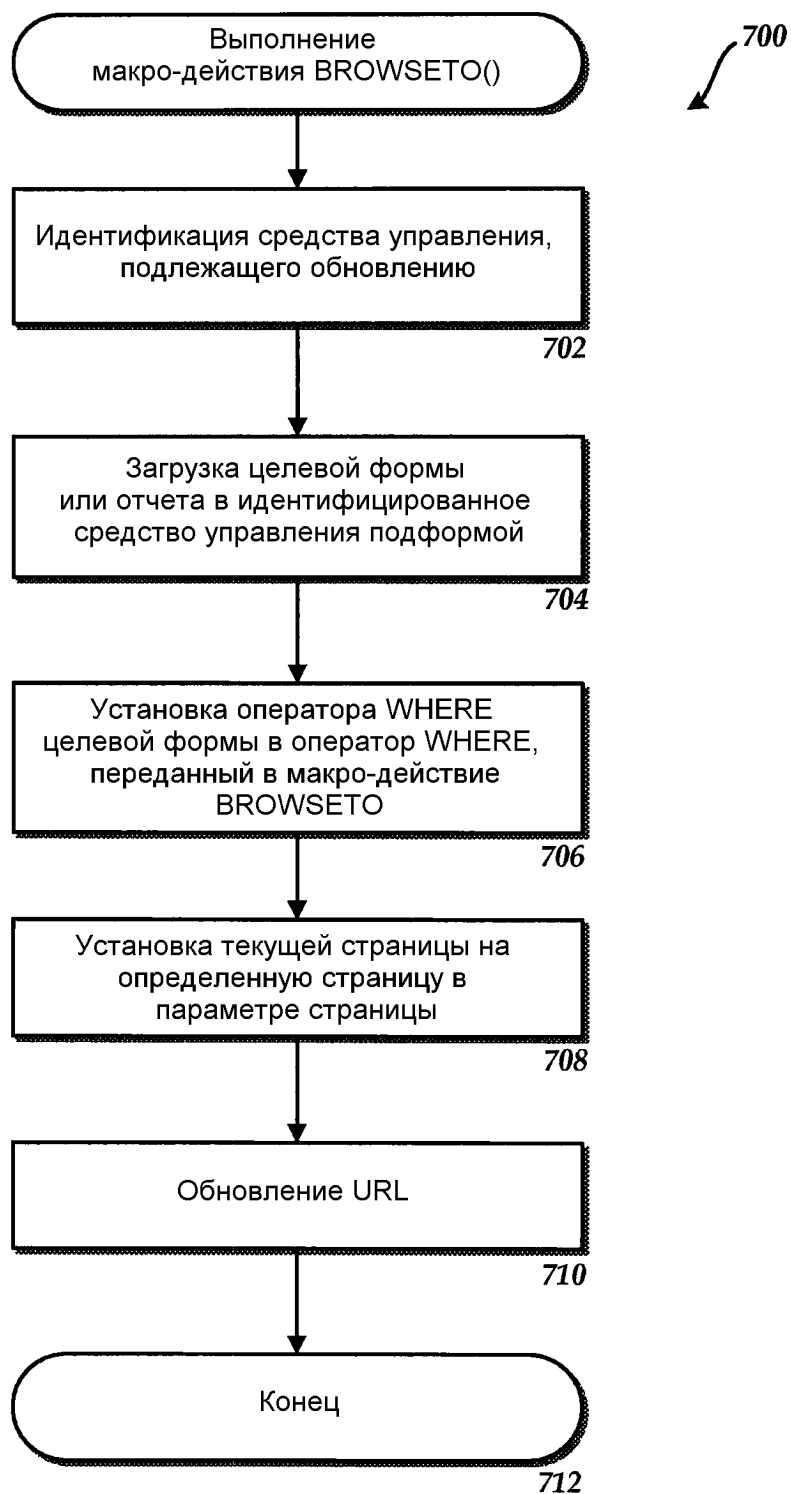 Выполнение
макро-действия BROWSETO()
700
Идентификация средства управления,
подлежащего обновлению
702
Загрузка целевой формы
или отчета в идентифицированное
средство управления подформой
704
Установка оператора WHERE
целевой формы в оператор WHERE,
переданный в макро-действие
BROWSETO
706
Установка текущей страницы на
определенную страницу в
параметре страницы
708
Обновление URL
710
Конец
712